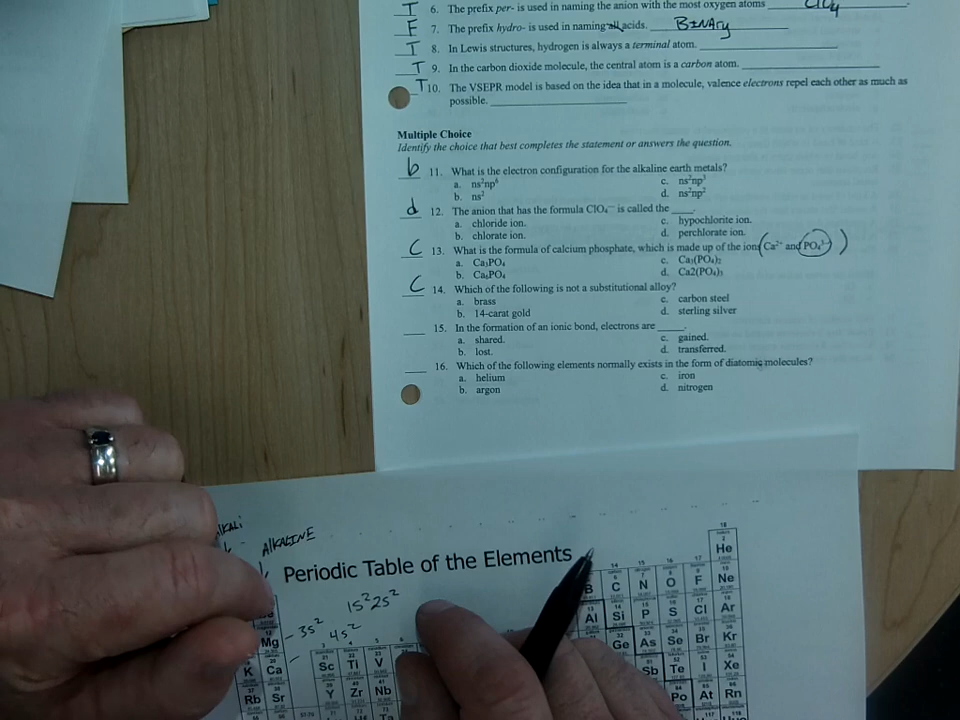 T 6. The prefix per- is used in naming the anion with the most oxygen atoms ClO4.
F 7. The prefix hydro- is used in naming all acids. BINARY
T 8. In Lewis structures, hydrogen is always a terminal atom.
T 9. In the carbon dioxide molecule, the central atom is a carbon atom.
T 10. The VSEPR model is based on the idea that in a molecule, valence electrons repel each other as much as
possible.
Multiple Choice
Identify the choice that best completes the statement or answers the question.
b 11. What is the electron configuration for the alkaline earth metals?
a. ns²np⁶ c. ns²np³
b. ns² d. ns²np²
d 12. The anion that has the formula ClO₄⁻ is called the ____.
a. chloride ion. c. hypochlorite ion.
b. chlorate ion. d. perchlorate ion.
C 13. What is the formula of calcium phosphate, which is made up of the ions (Ca²⁺ and PO₄³⁻)
a. Ca₃PO₄ c. Ca₃(PO₄)₂
b. Ca₆PO₄ d. Ca2(PO₄)₃
C 14. Which of the following is not a substitutional alloy?
a. brass c. carbon steel
b. 14-carat gold d. sterling silver
15. In the formation of an ionic bond, electrons are ____.
a. shared. c. gained.
b. lost. d. transferred.
16. Which of the following elements normally exists in the form of diatomic molecules?
a. helium c. iron
b. argon d. nitrogen
ALKALINE
Periodic Table of the Elements
1s²2s²
3s²
4s²
18
He
14 15 16 17
B C N O F Ne
Mg Al Si P S Cl Ar
K Ca Sc Ti V Ge As Se Br Kr
Rb Sr Y Zr Nb Sb Te I Xe
Po At Rn